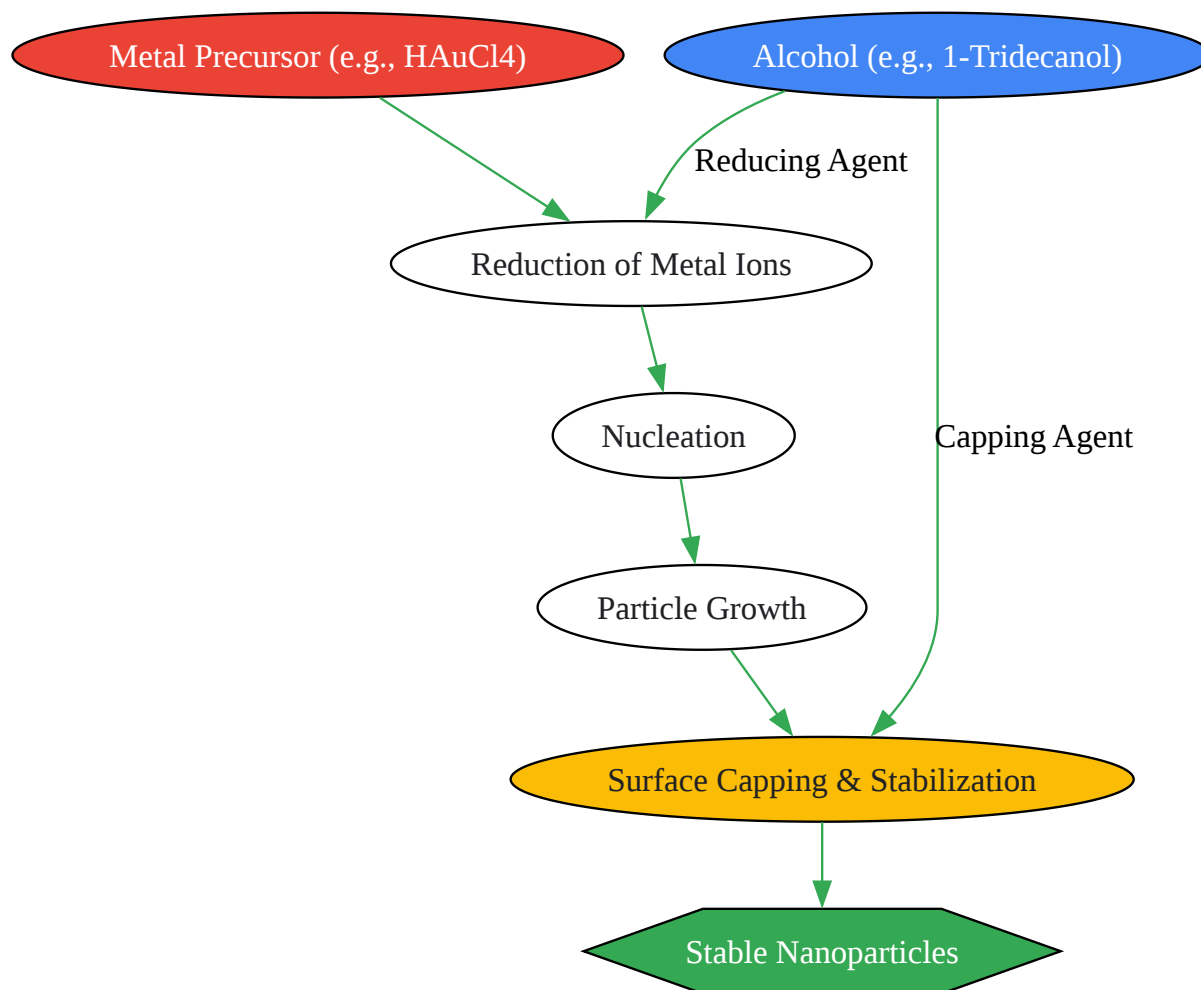 Metal Precursor (e.g., HAuCl4)
Alcohol (e.g., 1-Tridecanol)
Reducing Agent
Reduction of Metal Ions
Nucleation
Capping Agent
Particle Growth
Surface Capping & Stabilization
Stable Nanoparticles